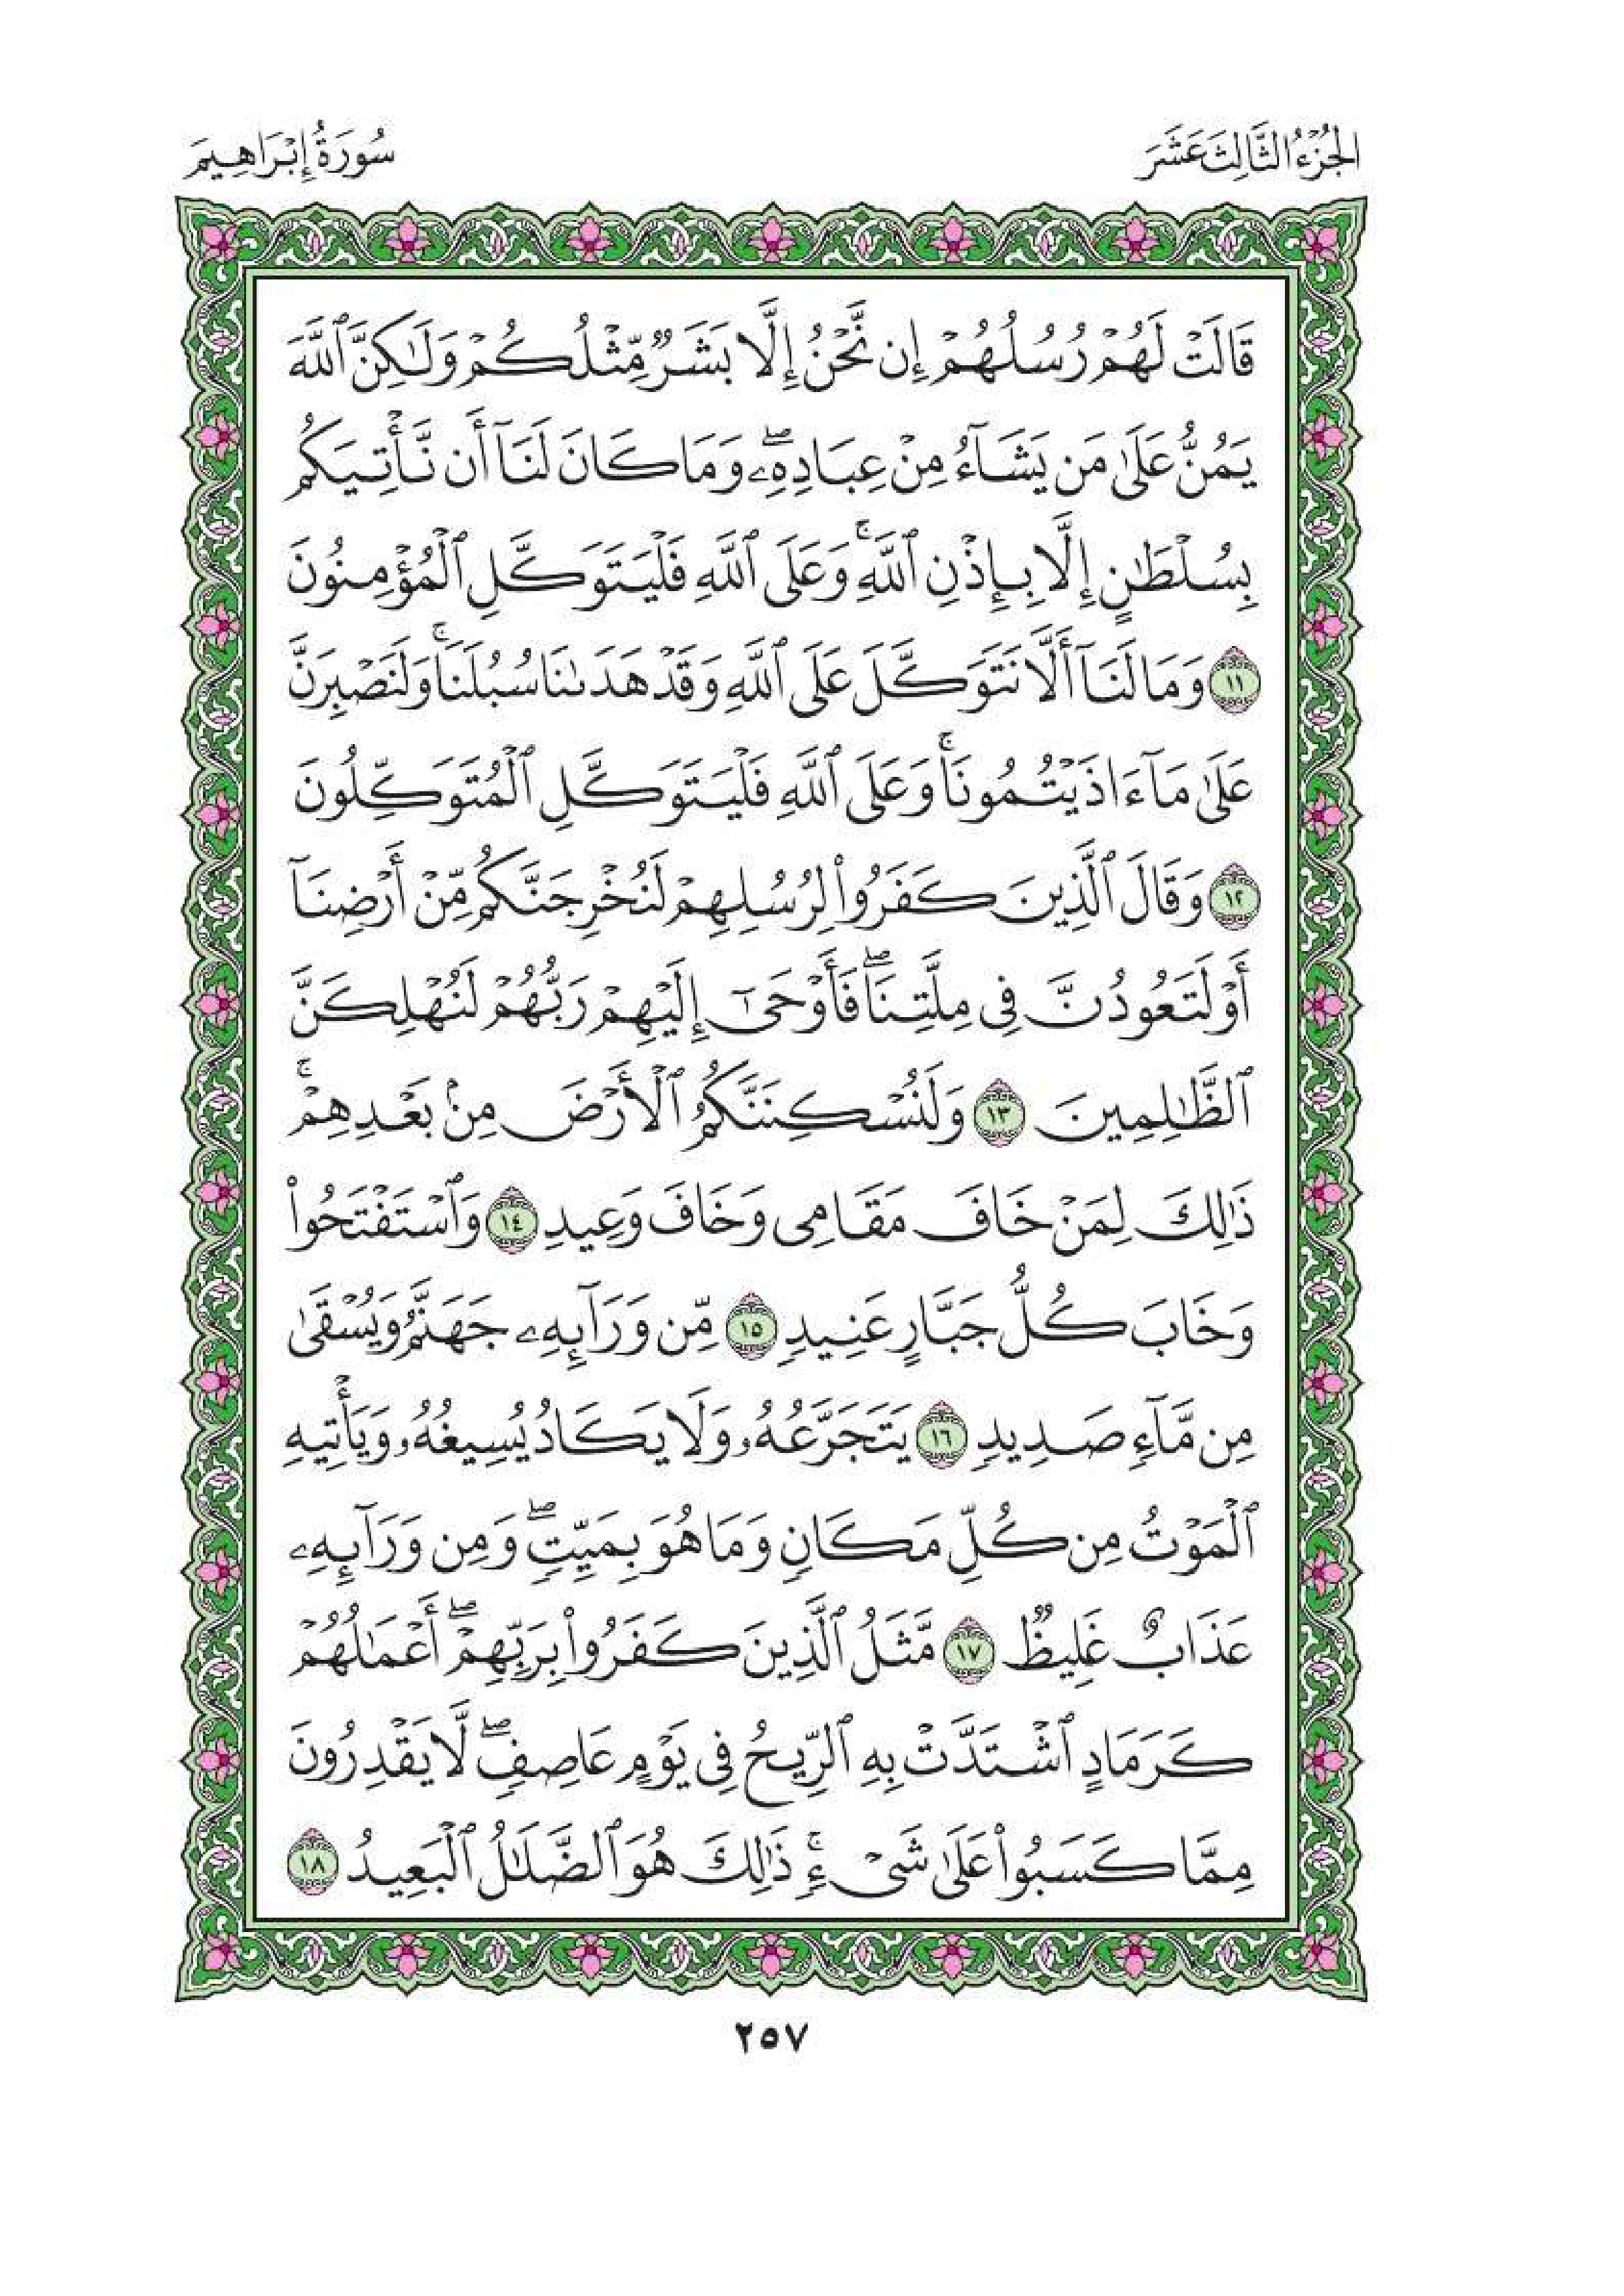 الجُزْءُ الثَّالِثَ عَشَرَ
سُورَةُ إِبْرَاهِيمَ
قَالَتْ لَهُمْ رُسُلُهُمْ إِن نَّحْنُ إِلَّا بَشَرٌ مِّثْلُكُمْ وَلَٰكِنَّ ٱللَّهَ
يَمُنُّ عَلَىٰ مَن يَشَآءُ مِنْ عِبَادِهِۦۖ وَمَا كَانَ لَنَآ أَن نَّأْتِيَكُم
بِسُلْطَٰنٍ إِلَّا بِإِذْنِ ٱللَّهِۚ وَعَلَى ٱللَّهِ فَلْيَتَوَكَّلِ ٱلْمُؤْمِنُونَ
١١ وَمَا لَنَآ أَلَّا نَتَوَكَّلَ عَلَى ٱللَّهِ وَقَدْ هَدَىٰنَا سُبُلَنَاۚ وَلَنَصْبِرَنَّ
عَلَىٰ مَآ ءَاذَيْتُمُونَاۚ وَعَلَى ٱللَّهِ فَلْيَتَوَكَّلِ ٱلْمُتَوَكِّلُونَ
١٢ وَقَالَ ٱلَّذِينَ كَفَرُوا۟ لِرُسُلِهِمْ لَنُخْرِجَنَّكُم مِّنْ أَرْضِنَآ
أَوْ لَتَعُودُنَّ فِى مِلَّتِنَاۖ فَأَوْحَىٰٓ إِلَيْهِمْ رَبُّهُمْ لَنُهْلِكَنَّ
ٱلظَّٰلِمِينَ ١٣ وَلَنُسْكِنَنَّكُمُ ٱلْأَرْضَ مِنۢ بَعْدِهِمْۚ
ذَٰلِكَ لِمَنْ خَافَ مَقَامِى وَخَافَ وَعِيدِ ١٤ وَٱسْتَفْتَحُوا۟
وَخَابَ كُلُّ جَبَّارٍ عَنِيدٍ ١٥ مِّن وَرَآئِهِۦ جَهَنَّمُ وَيُسْقَىٰ
مِن مَّآءٍ صَدِيدٍ ١٦ يَتَجَرَّعُهُۥ وَلَا يَكَادُ يُسِيغُهُۥ وَيَأْتِيهِ
ٱلْمَوْتُ مِن كُلِّ مَكَانٍ وَمَا هُوَ بِمَيِّتٍۖ وَمِن وَرَآئِهِۦ
عَذَابٌ غَلِيظٌ ١٧ مَّثَلُ ٱلَّذِينَ كَفَرُوا۟ بِرَبِّهِمْۖ أَعْمَٰلُهُمْ
كَرَمَادٍ ٱشْتَدَّتْ بِهِ ٱلرِّيحُ فِى يَوْمٍ عَاصِفٍۖ لَّا يَقْدِرُونَ
مِمَّا كَسَبُوا۟ عَلَىٰ شَىْءٍۚ ذَٰلِكَ هُوَ ٱلضَّلَٰلُ ٱلْبَعِيدُ ١٨
٢٥٧